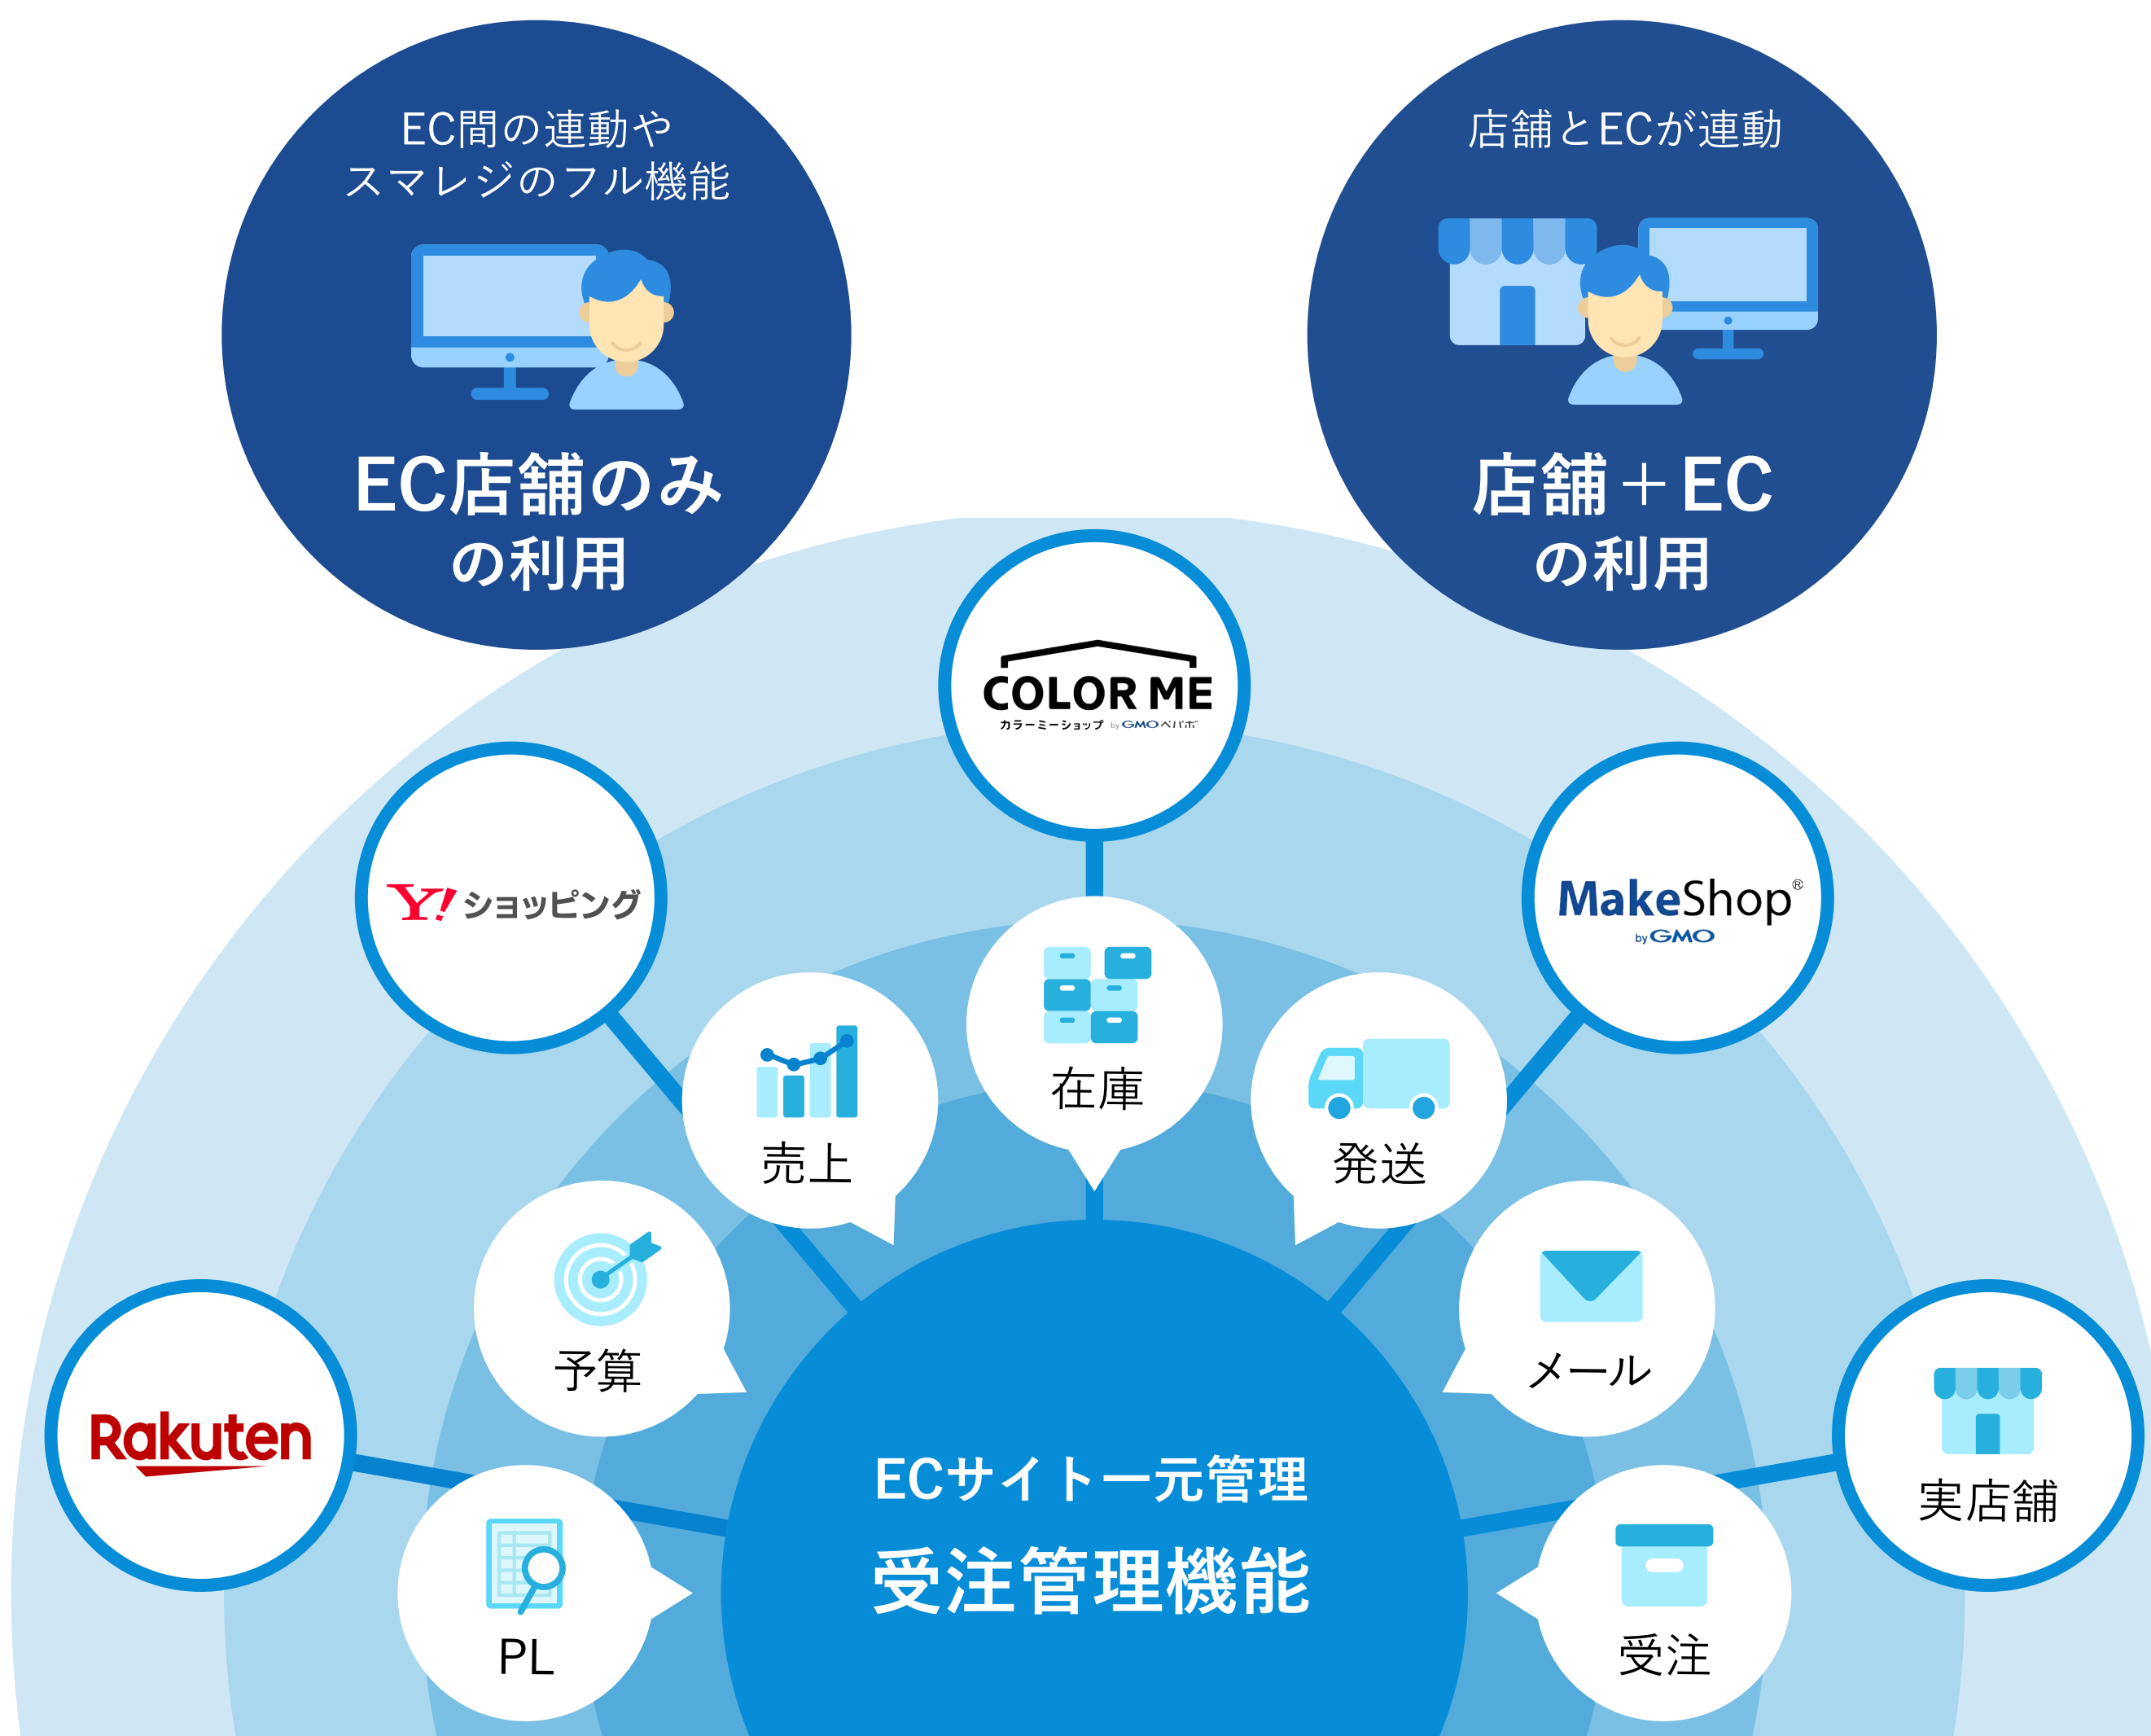 EC間の連動や
スマレジのフル機能
EC店舗のみ
の利用
店舗とECが連動
店舗＋EC
の利用
COLOR ME
カラーミーショップ by GMOペパボ
Y!ショッピング
MakeShop®
by GMO
在庫
売上
発送
予算
メール
Rakuten
実店舗
PL
受注
ECサイト一元管理
受注管理機能